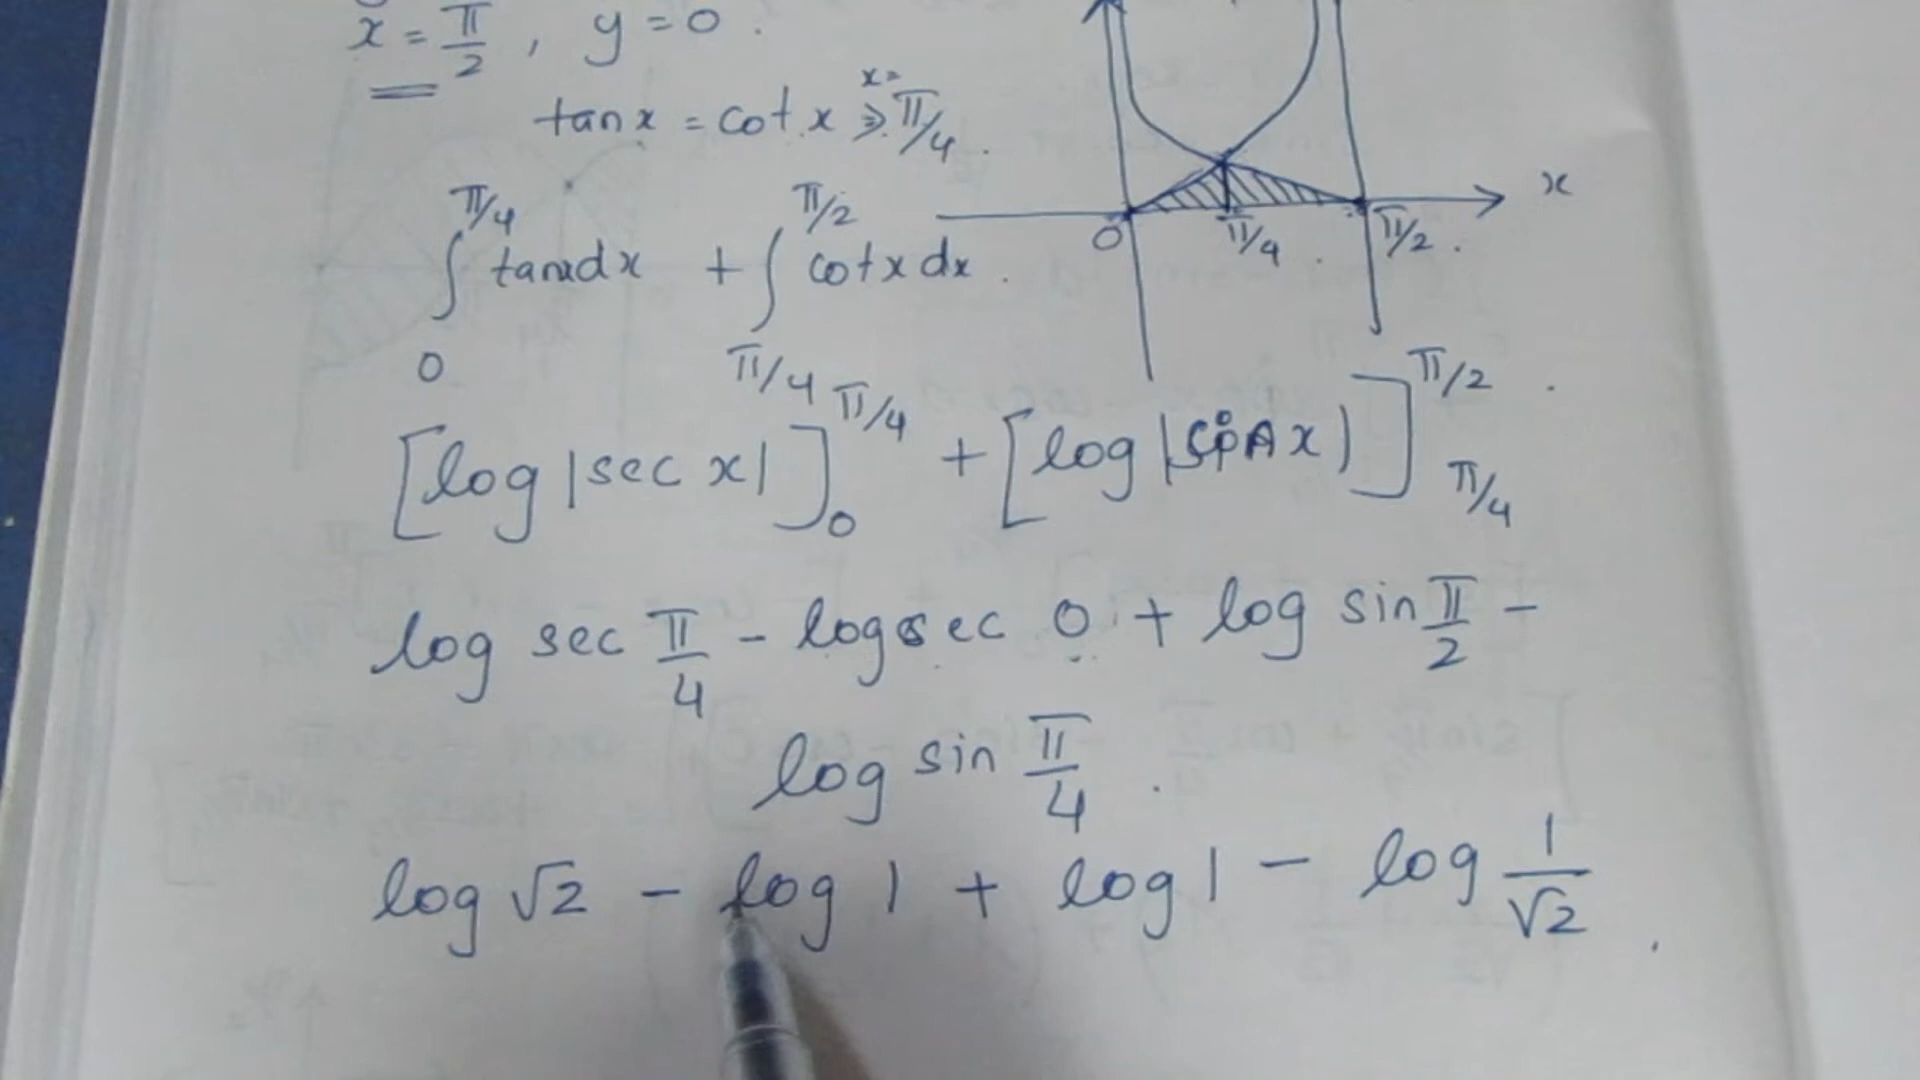 x = π/2 , y = 0 .
tan x = cot x ⇒ x = π/4 .
x
0 π/4 . π/2 .
∫₀^(π/4) tan x dx + ∫_(π/4)^(π/2) cot x dx .
[log |sec x|]₀^(π/4) + [log |sin x)]_(π/4)^(π/2) .
log sec π/4 - log sec 0 + log sin π/2 -
log sin π/4 .
log √2 - log 1 + log 1 - log 1/√2 .